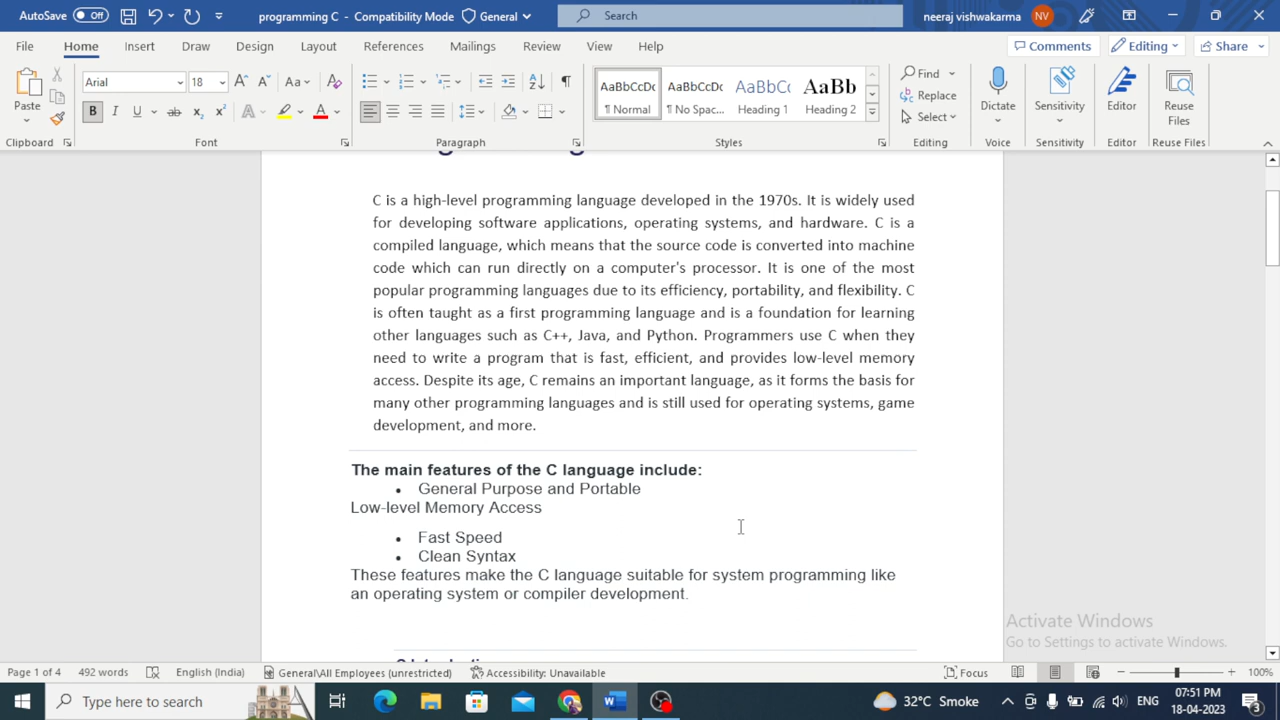 AutoSave Off programming C - Compatibility Mode General Search neeraj vishwakarma NV
File Home Insert Draw Design Layout References Mailings Review View Help Comments Editing Share
Paste Arial 18 Aa AaBbCcDc AaBbCcDc AaBbCc AaBb Find Replace Select Dictate Sensitivity Editor Reuse Files
¶ Normal ¶ No Spac... Heading 1 Heading 2
Clipboard Font Paragraph Styles Editing Voice Sensitivity Editor Reuse Files
C is a high-level programming language developed in the 1970s. It is widely used
for developing software applications, operating systems, and hardware. C is a
compiled language, which means that the source code is converted into machine
code which can run directly on a computer's processor. It is one of the most
popular programming languages due to its efficiency, portability, and flexibility. C
is often taught as a first programming language and is a foundation for learning
other languages such as C++, Java, and Python. Programmers use C when they
need to write a program that is fast, efficient, and provides low-level memory
access. Despite its age, C remains an important language, as it forms the basis for
many other programming languages and is still used for operating systems, game
development, and more.
The main features of the C language include:
• General Purpose and Portable
Low-level Memory Access
• Fast Speed
• Clean Syntax
These features make the C language suitable for system programming like
an operating system or compiler development.
Activate Windows
Go to Settings to activate Windows.
Page 1 of 4 492 words English (India) General\All Employees (unrestricted) Accessibility: Unavailable Focus 100%
Type here to search 32°C Smoke ENG 07:51 PM 18-04-2023 3